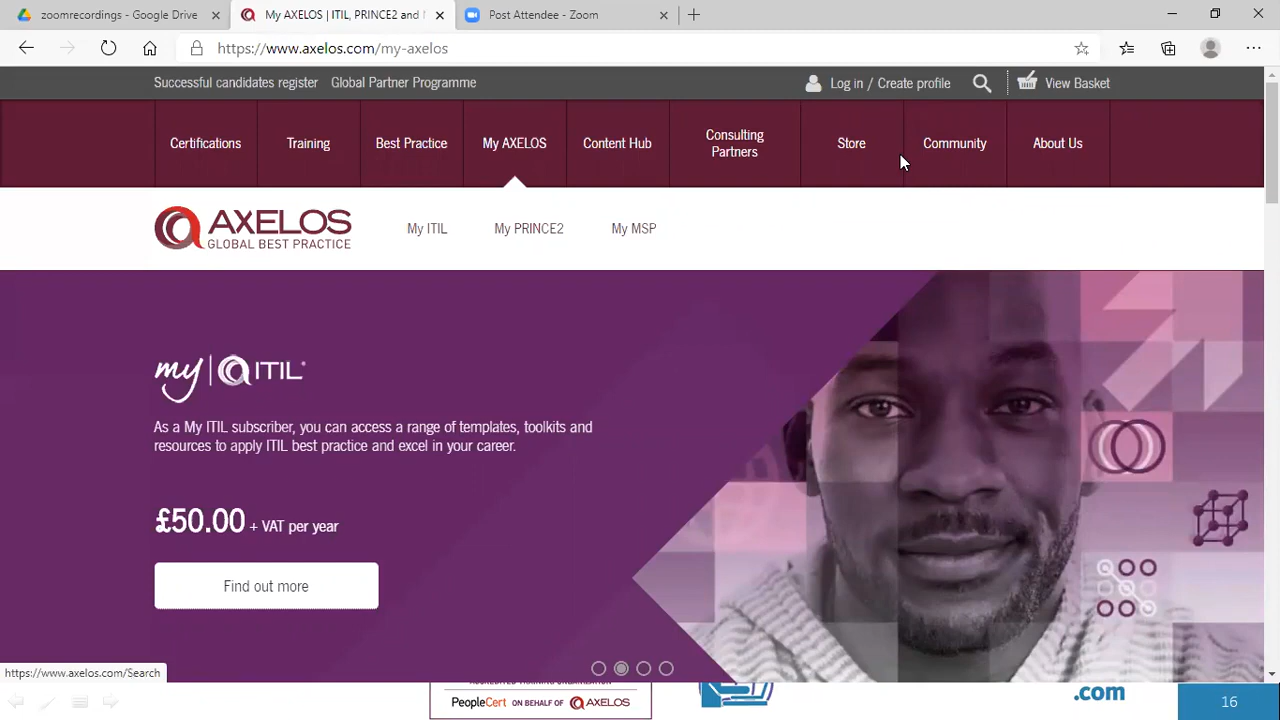 zoomrecordings - Google Drive
My AXELOS | ITIL, PRINCE2 and
Post Attendee - Zoom
https://www.axelos.com/my-axelos
Successful candidates register
Global Partner Programme
Log in / Create profile
View Basket
Certifications
Training
Best Practice
My AXELOS
Content Hub
Consulting
Partners
Store
Community
About Us
AXELOS
GLOBAL BEST PRACTICE
My ITIL
My PRINCE2
My MSP
my | ITIL®
As a My ITIL subscriber, you can access a range of templates, toolkits and
resources to apply ITIL best practice and excel in your career.
£50.00 + VAT per year
Find out more
https://www.axelos.com/Search
PeopleCert ON BEHALF OF AXELOS
.com
16